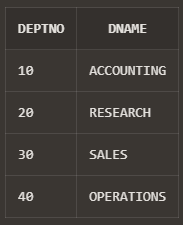 DEPTNO DNAME
10 ACCOUNTING
20 RESEARCH
30 SALES
40 OPERATIONS